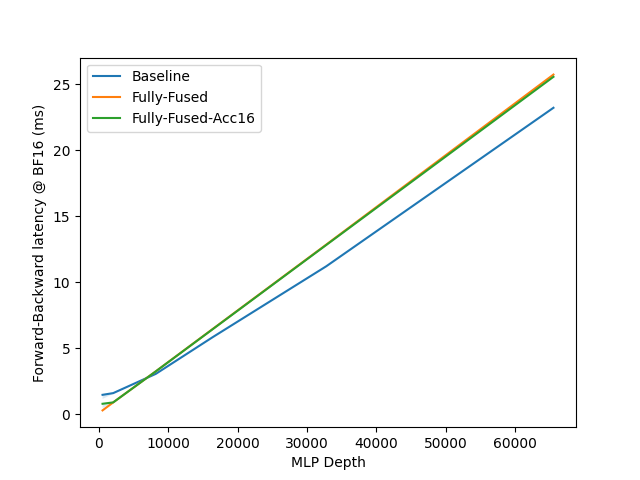 Baseline
Fully-Fused
Fully-Fused-Acc16
Forward-Backward latency @ BF16 (ms)
25
20
15
10
5
0
0 10000 20000 30000 40000 50000 60000
MLP Depth